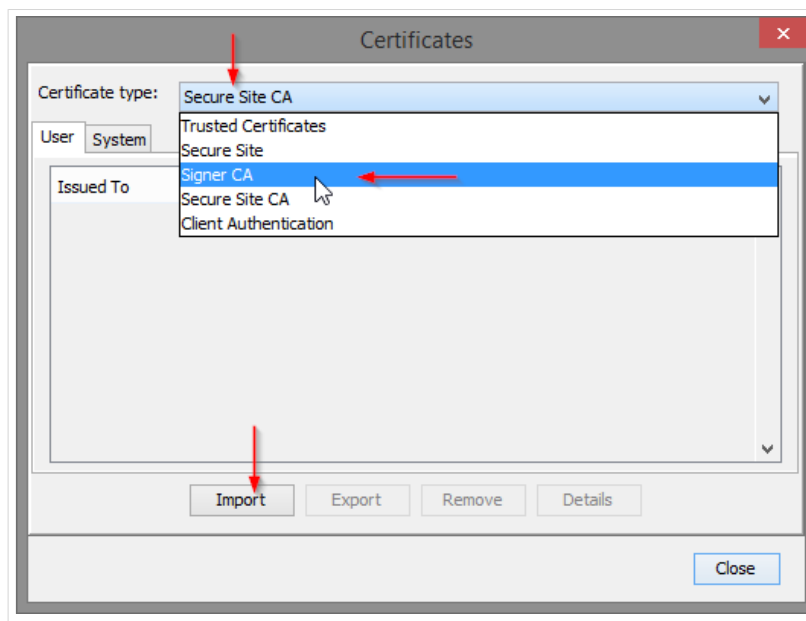 Certificates
Certificate type: Secure Site CA
Trusted Certificates
User System
Secure Site
Signer CA
Issued To
Secure Site CA
Client Authentication
Import Export Remove Details
Close